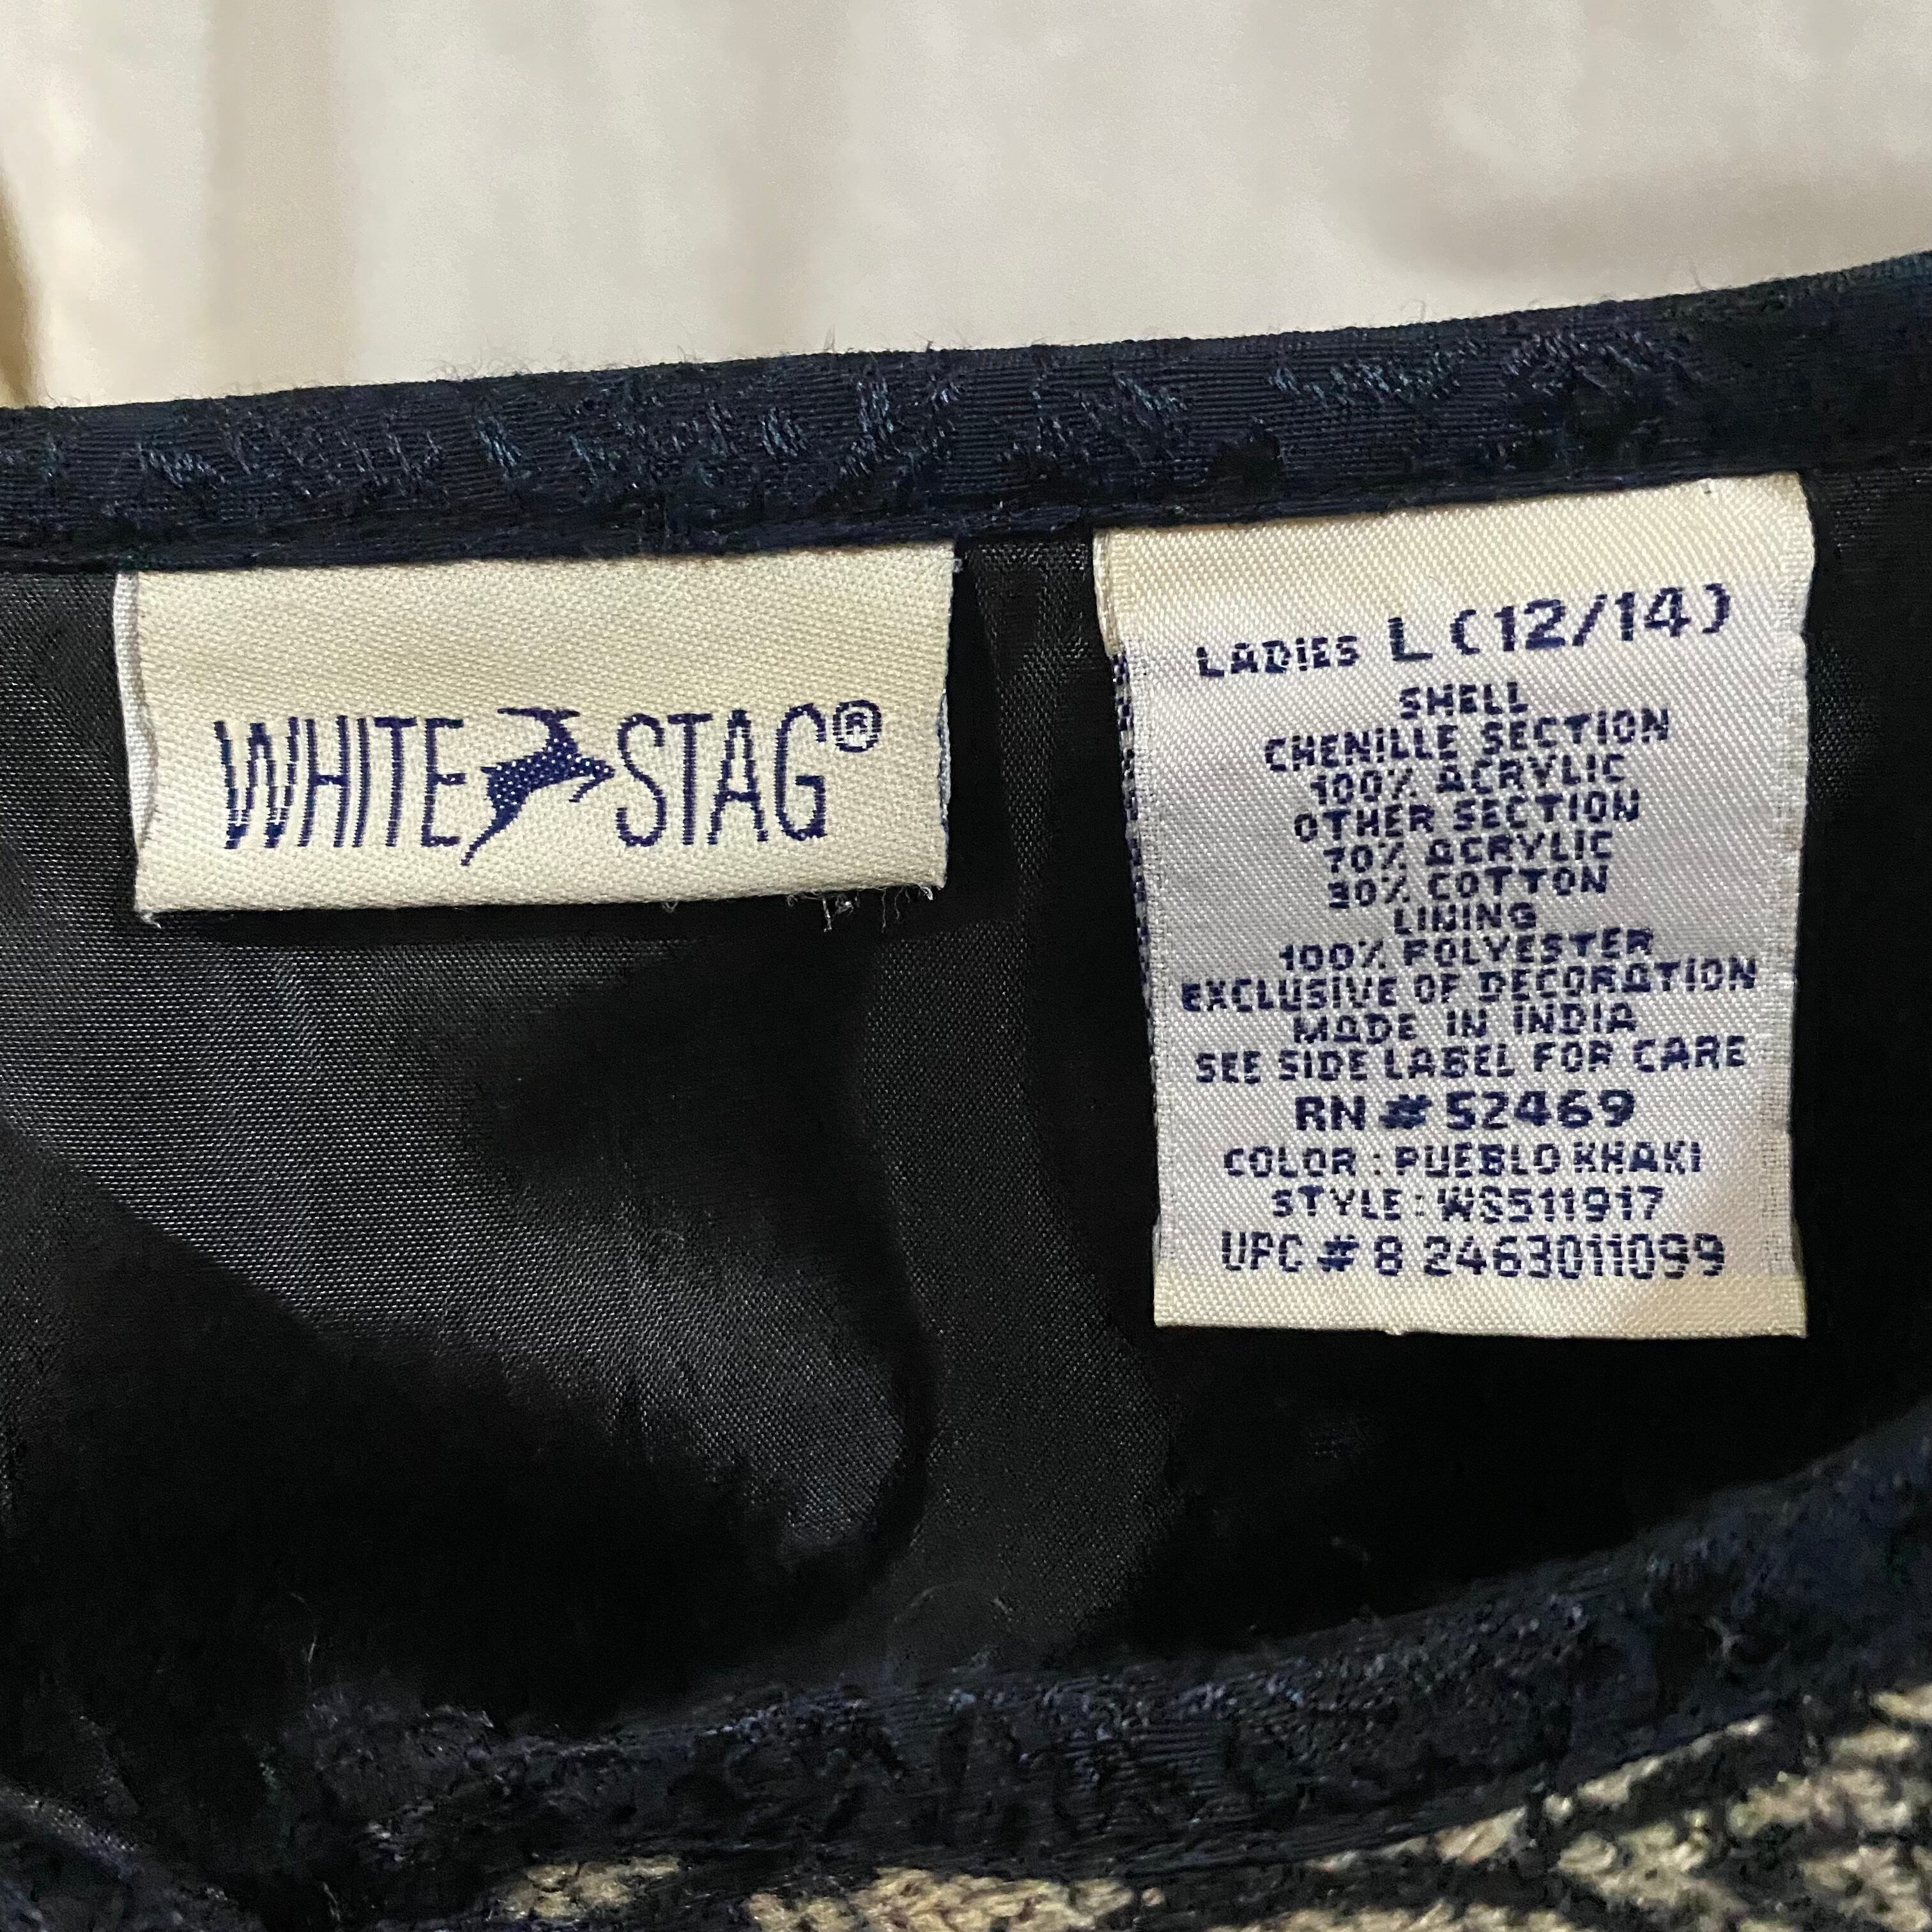 WHITE STAG®
LADIES L (12/14)
SHELL
CHENILLE SECTION
100% ACRYLIC
OTHER SECTION
70% ACRYLIC
30% COTTON
LINING
100% POLYESTER
EXCLUSIVE OF DECORATION
MADE IN INDIA
SEE SIDE LABEL FOR CARE
RN # 52469
COLOR : PUEBLO KHAKI
STYLE : WS511917
UPC # 8 2463011099